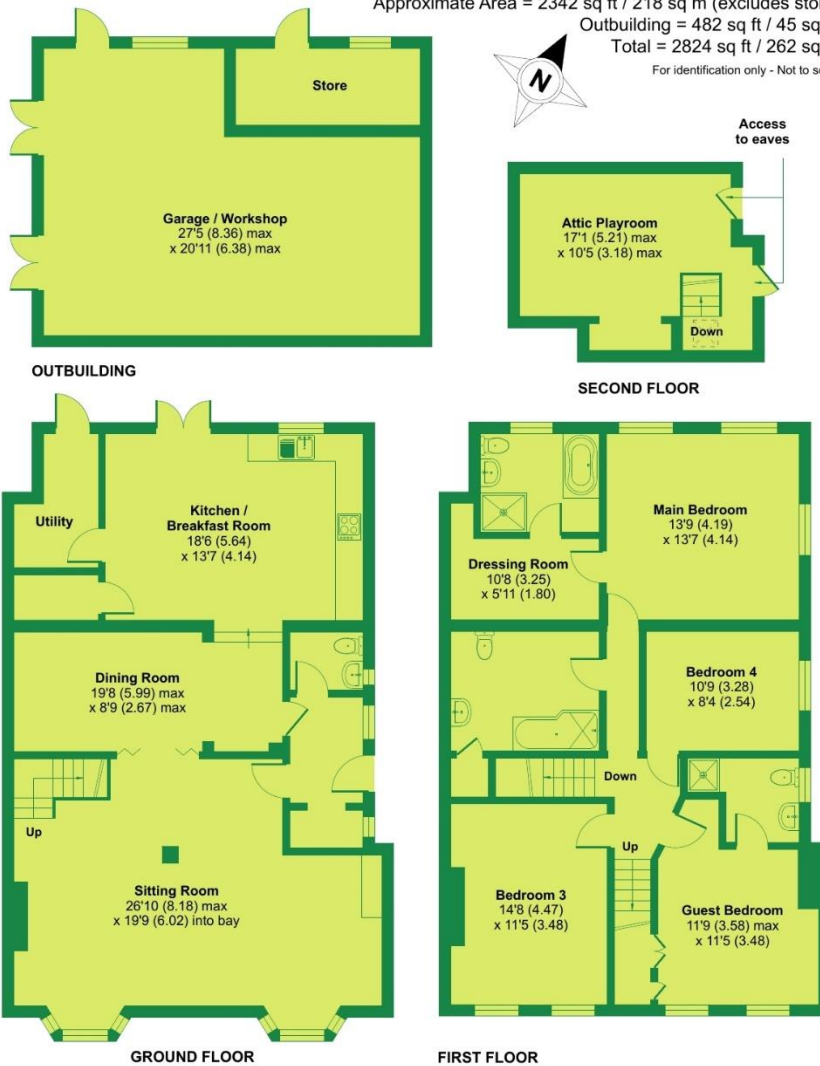 Approximate Area = 2342 sq ft / 218 sq m (excludes
Outbuilding = 482 sq ft / 45
Total = 2824 sq ft / 262
For identification only - Not to
N
Store
Garage / Workshop
27'5 (8.36) max
x 20'11 (6.38) max
OUTBUILDING
Access
to eaves
Attic Playroom
17'1 (5.21) max
x 10'5 (3.18) max
Down
SECOND FLOOR
Utility
Kitchen /
Breakfast Room
18'6 (5.64)
x 13'7 (4.14)
Dining Room
19'8 (5.99) max
x 8'9 (2.67) max
Up
Sitting Room
26'10 (8.18) max
x 19'9 (6.02) into bay
GROUND FLOOR
Main Bedroom
13'9 (4.19)
x 13'7 (4.14)
Dressing Room
10'8 (3.25)
x 5'11 (1.80)
Bedroom 4
10'9 (3.28)
x 8'4 (2.54)
Down
Up
Bedroom 3
14'8 (4.47)
x 11'5 (3.48)
Guest Bedroom
11'9 (3.58) max
x 11'5 (3.48)
FIRST FLOOR